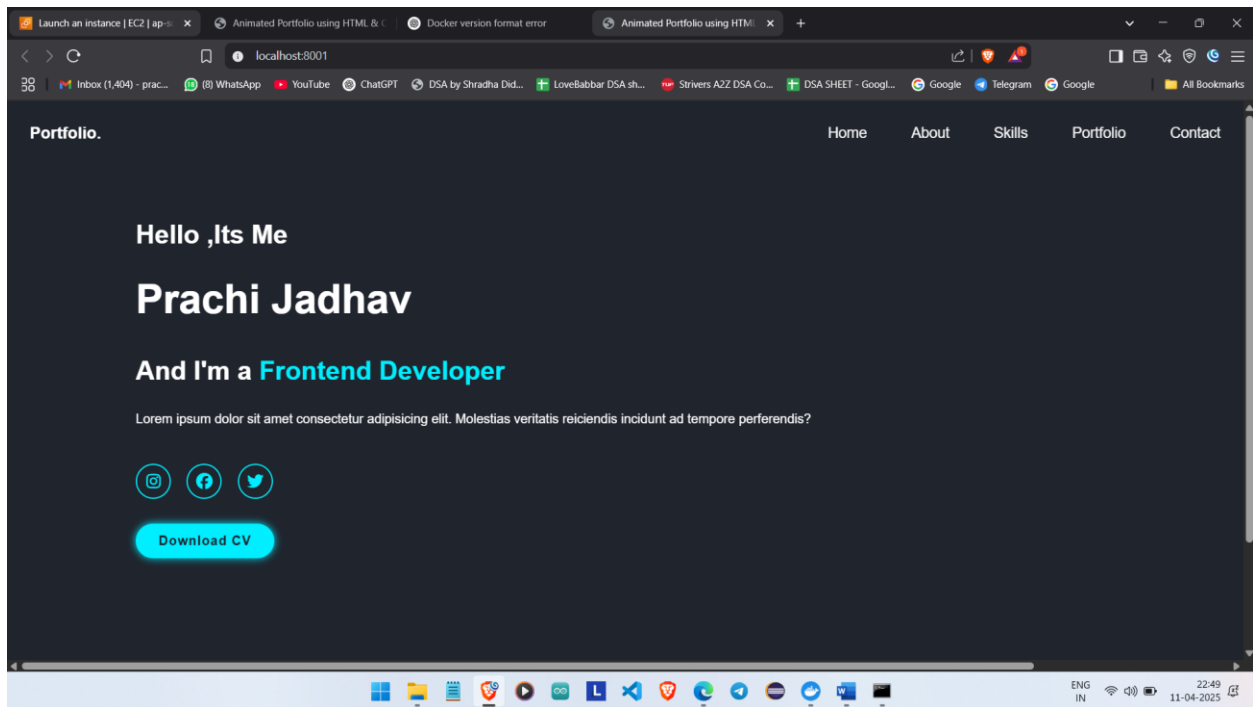 Launch an instance | EC2 | ap-s
Animated Portfolio using HTML & C
Docker version format error
Animated Portfolio using HTML
localhost:8001
Inbox (1,404) - prac...
(8) WhatsApp
YouTube
ChatGPT
DSA by Shradha Did...
LoveBabbar DSA sh...
Strivers A2Z DSA Co...
DSA SHEET - Googl...
Google
Telegram
Google
All Bookmarks
Portfolio.
Home
About
Skills
Portfolio
Contact
Hello ,Its Me
Prachi Jadhav
And I'm a Frontend Developer
Lorem ipsum dolor sit amet consectetur adipisicing elit. Molestias veritatis reiciendis incidunt ad tempore perferendis?
Download CV
ENG
IN
22:49
11-04-2025